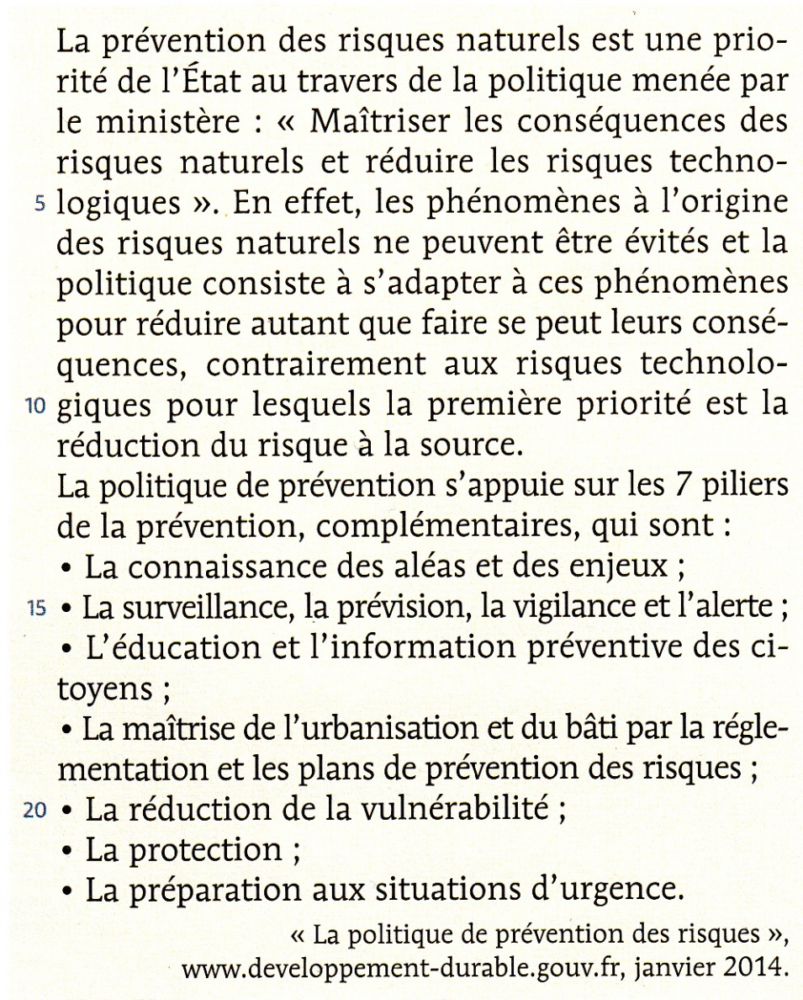 La prévention des risques naturels est une prio-
rité de l'État au travers de la politique menée par
le ministère : « Maîtriser les conséquences des
risques naturels et réduire les risques techno-
5 logiques ». En effet, les phénomènes à l'origine
des risques naturels ne peuvent être évités et la
politique consiste à s'adapter à ces phénomènes
pour réduire autant que faire se peut leurs consé-
quences, contrairement aux risques technolo-
10 giques pour lesquels la première priorité est la
réduction du risque à la source.
La politique de prévention s'appuie sur les 7 piliers
de la prévention, complémentaires, qui sont :
• La connaissance des aléas et des enjeux ;
15 • La surveillance, la prévision, la vigilance et l'alerte ;
• L'éducation et l'information préventive des ci-
toyens ;
• La maîtrise de l'urbanisation et du bâti par la régle-
mentation et les plans de prévention des risques ;
20 • La réduction de la vulnérabilité ;
• La protection ;
• La préparation aux situations d'urgence.
« La politique de prévention des risques »,
www.developpement-durable.gouv.fr, janvier 2014.